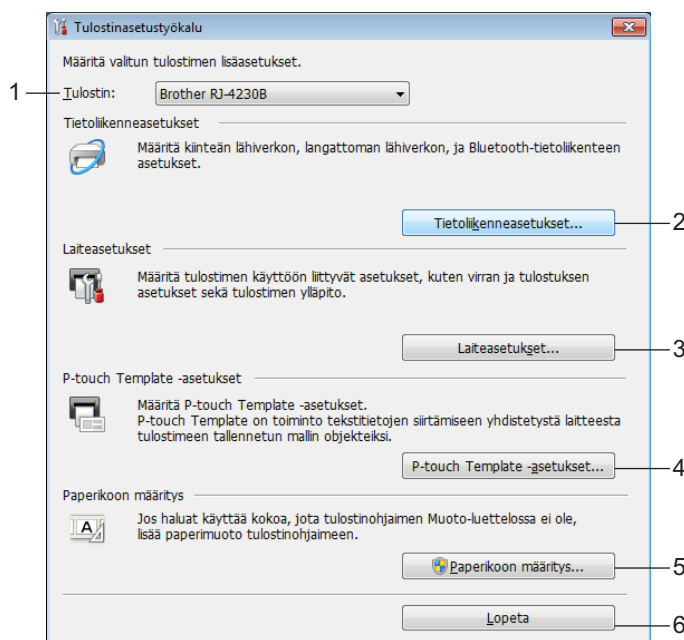 Tulostinasetustyökalu
Määritä valitun tulostimen lisäasetukset.
1 Tulostin: Brother RJ-4230B
Tietoliikenneasetukset
Määritä kiinteän lähiverkon, langattoman lähiverkon, ja Bluetooth-tietoliikenteen
asetukset.
Tietoliikenneasetukset... 2
Laiteasetukset
Määritä tulostimen käyttöön liittyvät asetukset, kuten virran ja tulostuksen
asetukset sekä tulostimen ylläpito.
Laiteasetukset... 3
P-touch Template -asetukset
Määritä P-touch Template -asetukset.
P-touch Template on toiminto tekstitietojen siirtämiseen yhdistetystä laitteesta
tulostimeen tallennetun mallin objekteiksi.
P-touch Template -asetukset... 4
Paperikoon määritys
A
Jos haluat käyttää kokoa, jota tulostinohjaimen Muoto-luettelossa ei ole,
lisää paperimuoto tulostinohjaimeen.
Paperikoon määritys... 5
Lopeta 6